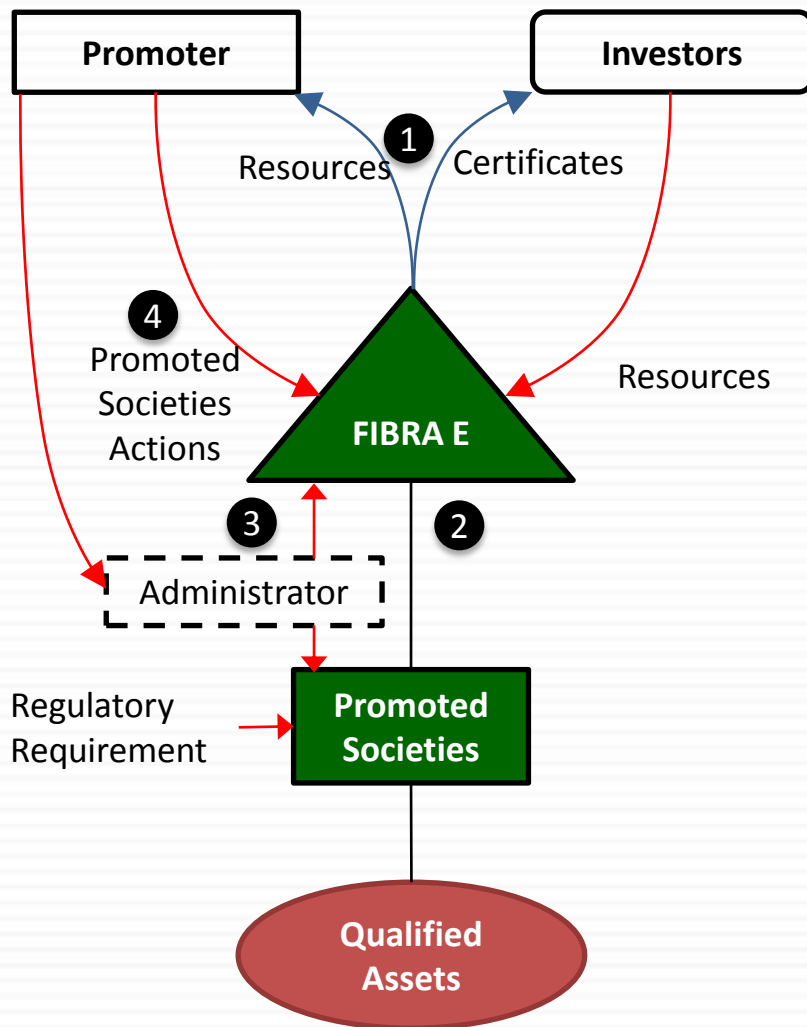 Promoter
Investors
1
Resources
Certificates
4
Promoted
Societies
Actions
Resources
FIBRA E
3
2
Administrator
Regulatory
Requirement
Promoted
Societies
Qualified
Assets